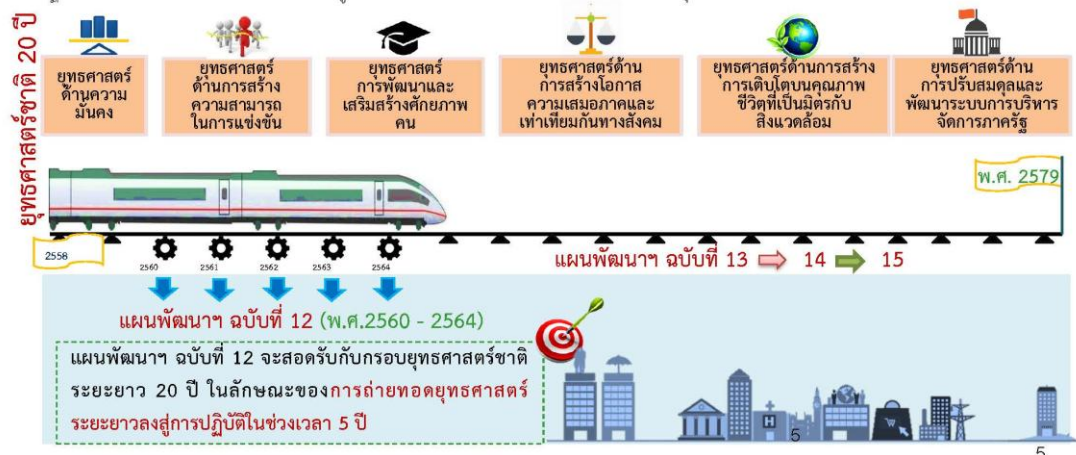 ยุทธศาสตร์ชาติ 20 ปี
ยุทธศาสตร์
ด้านความ
มั่นคง
ยุทธศาสตร์
ด้านการสร้าง
ความสามารถ
ในการแข่งขัน
ยุทธศาสตร์
การพัฒนาและ
เสริมสร้างศักยภาพ
คน
ยุทธศาสตร์ด้าน
การสร้างโอกาส
ความเสมอภาคและ
เท่าเทียมกันทางสังคม
ยุทธศาสตร์ด้านการสร้าง
การเติบโตบนคุณภาพ
ชีวิตที่เป็นมิตรกับ
สิ่งแวดล้อม
ยุทธศาสตร์ด้าน
การปรับสมดุลและ
พัฒนาระบบการบริหาร
จัดการภาครัฐ
พ.ศ. 2579
2558
2560
2561
2562
2563
2564
แผนพัฒนาฯ ฉบับที่ 13 14 15
แผนพัฒนาฯ ฉบับที่ 12 (พ.ศ.2560 - 2564)
แผนพัฒนาฯ ฉบับที่ 12 จะสอดรับกับกรอบยุทธศาสตร์ชาติ
ระยะยาว 20 ปี ในลักษณะของการถ่ายทอดยุทธศาสตร์
ระยะยาวลงสู่การปฏิบัติในช่วงเวลา 5 ปี
H
5
5